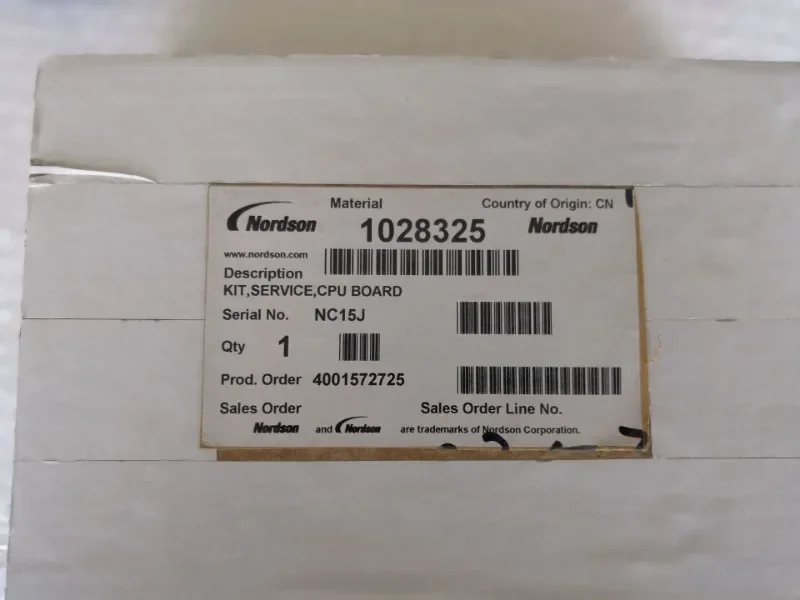 Material Country of Origin: CN
Nordson 1028325 Nordson
www.nordson.com
Description
KIT,SERVICE,CPU BOARD
Serial No. NC15J
Qty 1
Prod. Order 4001572725
Sales Order Sales Order Line No.
Nordson and Nordson are trademarks of Nordson Corporation.